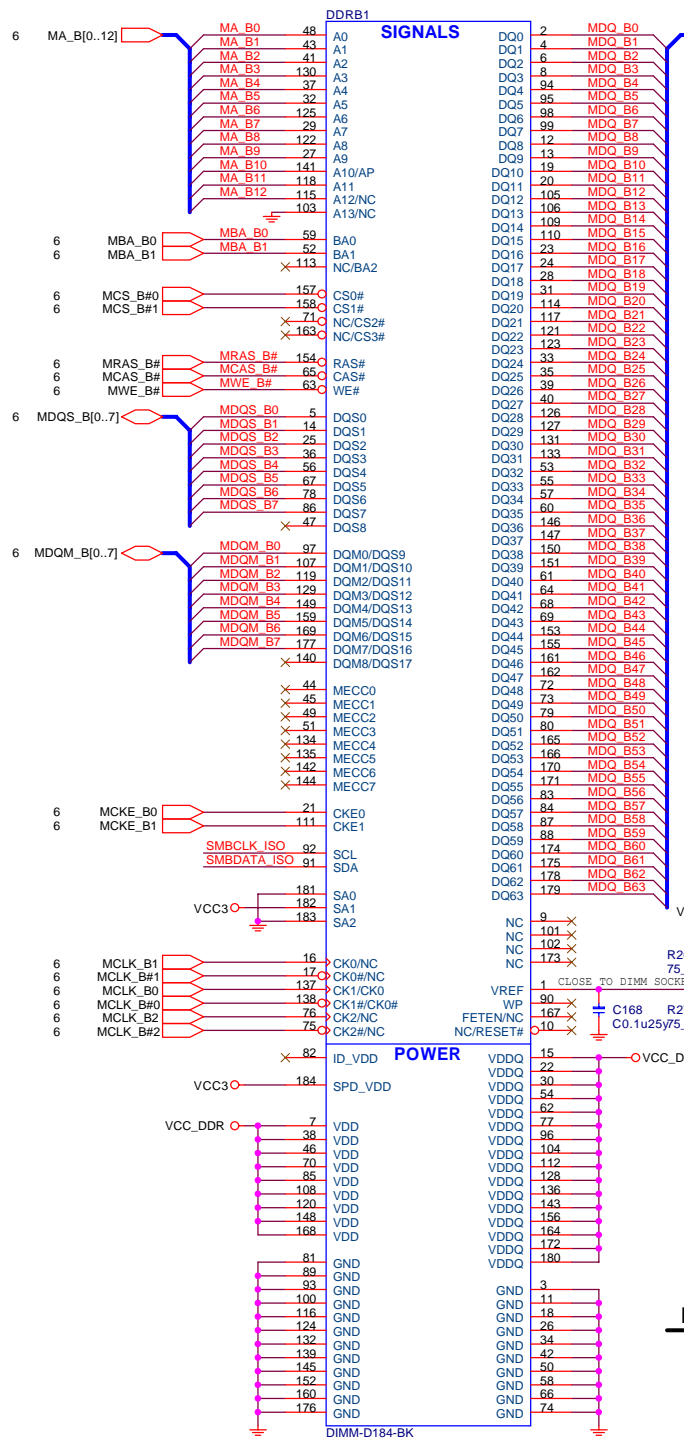 DDRB1
SIGNALS
6 MA_B[0..12]
MA_B0 48 A0
MA_B1 43 A1
MA_B2 41 A2
MA_B3 130 A3
MA_B4 37 A4
MA_B5 32 A5
MA_B6 125 A6
MA_B7 29 A7
MA_B8 122 A8
MA_B9 27 A9
MA_B10 141 A10/AP
MA_B11 118 A11
MA_B12 115 A12/NC
103 A13/NC
6 MBA_B0 MBA_B0 59 BA0
6 MBA_B1 MBA_B1 52 BA1
113 NC/BA2
6 MCS_B#0 157 CS0#
6 MCS_B#1 158 CS1#
71 NC/CS2#
163 NC/CS3#
6 MRAS_B# MRAS_B# 154 RAS#
6 MCAS_B# MCAS_B# 65 CAS#
6 MWE_B# MWE_B# 63 WE#
6 MDQS_B[0..7]
MDQS_B0 5 DQS0
MDQS_B1 14 DQS1
MDQS_B2 25 DQS2
MDQS_B3 36 DQS3
MDQS_B4 56 DQS4
MDQS_B5 67 DQS5
MDQS_B6 78 DQS6
MDQS_B7 86 DQS7
47 DQS8
6 MDQM_B[0..7]
MDQM_B0 97 DQM0/DQS9
MDQM_B1 107 DQM1/DQS10
MDQM_B2 119 DQM2/DQS11
MDQM_B3 129 DQM3/DQS12
MDQM_B4 149 DQM4/DQS13
MDQM_B5 159 DQM5/DQS14
MDQM_B6 169 DQM6/DQS15
MDQM_B7 177 DQM7/DQS16
140 DQM8/DQS17
44 MECC0
45 MECC1
49 MECC2
51 MECC3
134 MECC4
135 MECC5
142 MECC6
144 MECC7
6 MCKE_B0 21 CKE0
6 MCKE_B1 111 CKE1
SMBCLK_ISO 92 SCL
SMBDATA_ISO 91 SDA
181 SA0
VCC3 182 SA1
183 SA2
6 MCLK_B1 16 CK0/NC
6 MCLK_B#1 17 CK0#/NC
6 MCLK_B0 137 CK1/CK0
6 MCLK_B#0 138 CK1#/CK0#
6 MCLK_B2 76 CK2/NC
6 MCLK_B#2 75 CK2#/NC
DQ0 2 MDQ_B0
DQ1 4 MDQ_B1
DQ2 6 MDQ_B2
DQ3 8 MDQ_B3
DQ4 94 MDQ_B4
DQ5 95 MDQ_B5
DQ6 98 MDQ_B6
DQ7 99 MDQ_B7
DQ8 12 MDQ_B8
DQ9 13 MDQ_B9
DQ10 19 MDQ_B10
DQ11 20 MDQ_B11
DQ12 105 MDQ_B12
DQ13 106 MDQ_B13
DQ14 109 MDQ_B14
DQ15 110 MDQ_B15
DQ16 23 MDQ_B16
DQ17 24 MDQ_B17
DQ18 28 MDQ_B18
DQ19 31 MDQ_B19
DQ20 114 MDQ_B20
DQ21 117 MDQ_B21
DQ22 121 MDQ_B22
DQ23 123 MDQ_B23
DQ24 33 MDQ_B24
DQ25 35 MDQ_B25
DQ26 39 MDQ_B26
DQ27 40 MDQ_B27
DQ28 126 MDQ_B28
DQ29 127 MDQ_B29
DQ30 131 MDQ_B30
DQ31 133 MDQ_B31
DQ32 53 MDQ_B32
DQ33 55 MDQ_B33
DQ34 57 MDQ_B34
DQ35 60 MDQ_B35
DQ36 146 MDQ_B36
DQ37 147 MDQ_B37
DQ38 150 MDQ_B38
DQ39 151 MDQ_B39
DQ40 61 MDQ_B40
DQ41 64 MDQ_B41
DQ42 68 MDQ_B42
DQ43 69 MDQ_B43
DQ44 153 MDQ_B44
DQ45 155 MDQ_B45
DQ46 161 MDQ_B46
DQ47 162 MDQ_B47
DQ48 72 MDQ_B48
DQ49 73 MDQ_B49
DQ50 79 MDQ_B50
DQ51 80 MDQ_B51
DQ52 165 MDQ_B52
DQ53 166 MDQ_B53
DQ54 170 MDQ_B54
DQ55 171 MDQ_B55
DQ56 83 MDQ_B56
DQ57 84 MDQ_B57
DQ58 87 MDQ_B58
DQ59 88 MDQ_B59
DQ60 174 MDQ_B60
DQ61 175 MDQ_B61
DQ62 178 MDQ_B62
DQ63 179 MDQ_B63
NC 9
NC 101
NC 102
NC 173
VREF 1
CLOSE TO DIMM SOCKE
WP 90
FETEN/NC 167
NC/RESET# 10
C168
C0.1u25y
75_
75_
POWER
82 ID_VDD
VCC3 184 SPD_VDD
VCC_DDR 7 VDD
38 VDD
46 VDD
70 VDD
85 VDD
108 VDD
120 VDD
148 VDD
168 VDD
81 GND
89 GND
93 GND
100 GND
116 GND
124 GND
132 GND
139 GND
145 GND
152 GND
160 GND
176 GND
VDDQ 15 VCC_D
VDDQ 22
VDDQ 30
VDDQ 54
VDDQ 62
VDDQ 77
VDDQ 96
VDDQ 104
VDDQ 112
VDDQ 128
VDDQ 136
VDDQ 143
VDDQ 156
VDDQ 164
VDDQ 172
VDDQ 180
GND 3
GND 11
GND 18
GND 26
GND 34
GND 42
GND 50
GND 58
GND 66
GND 74
DIMM-D184-BK